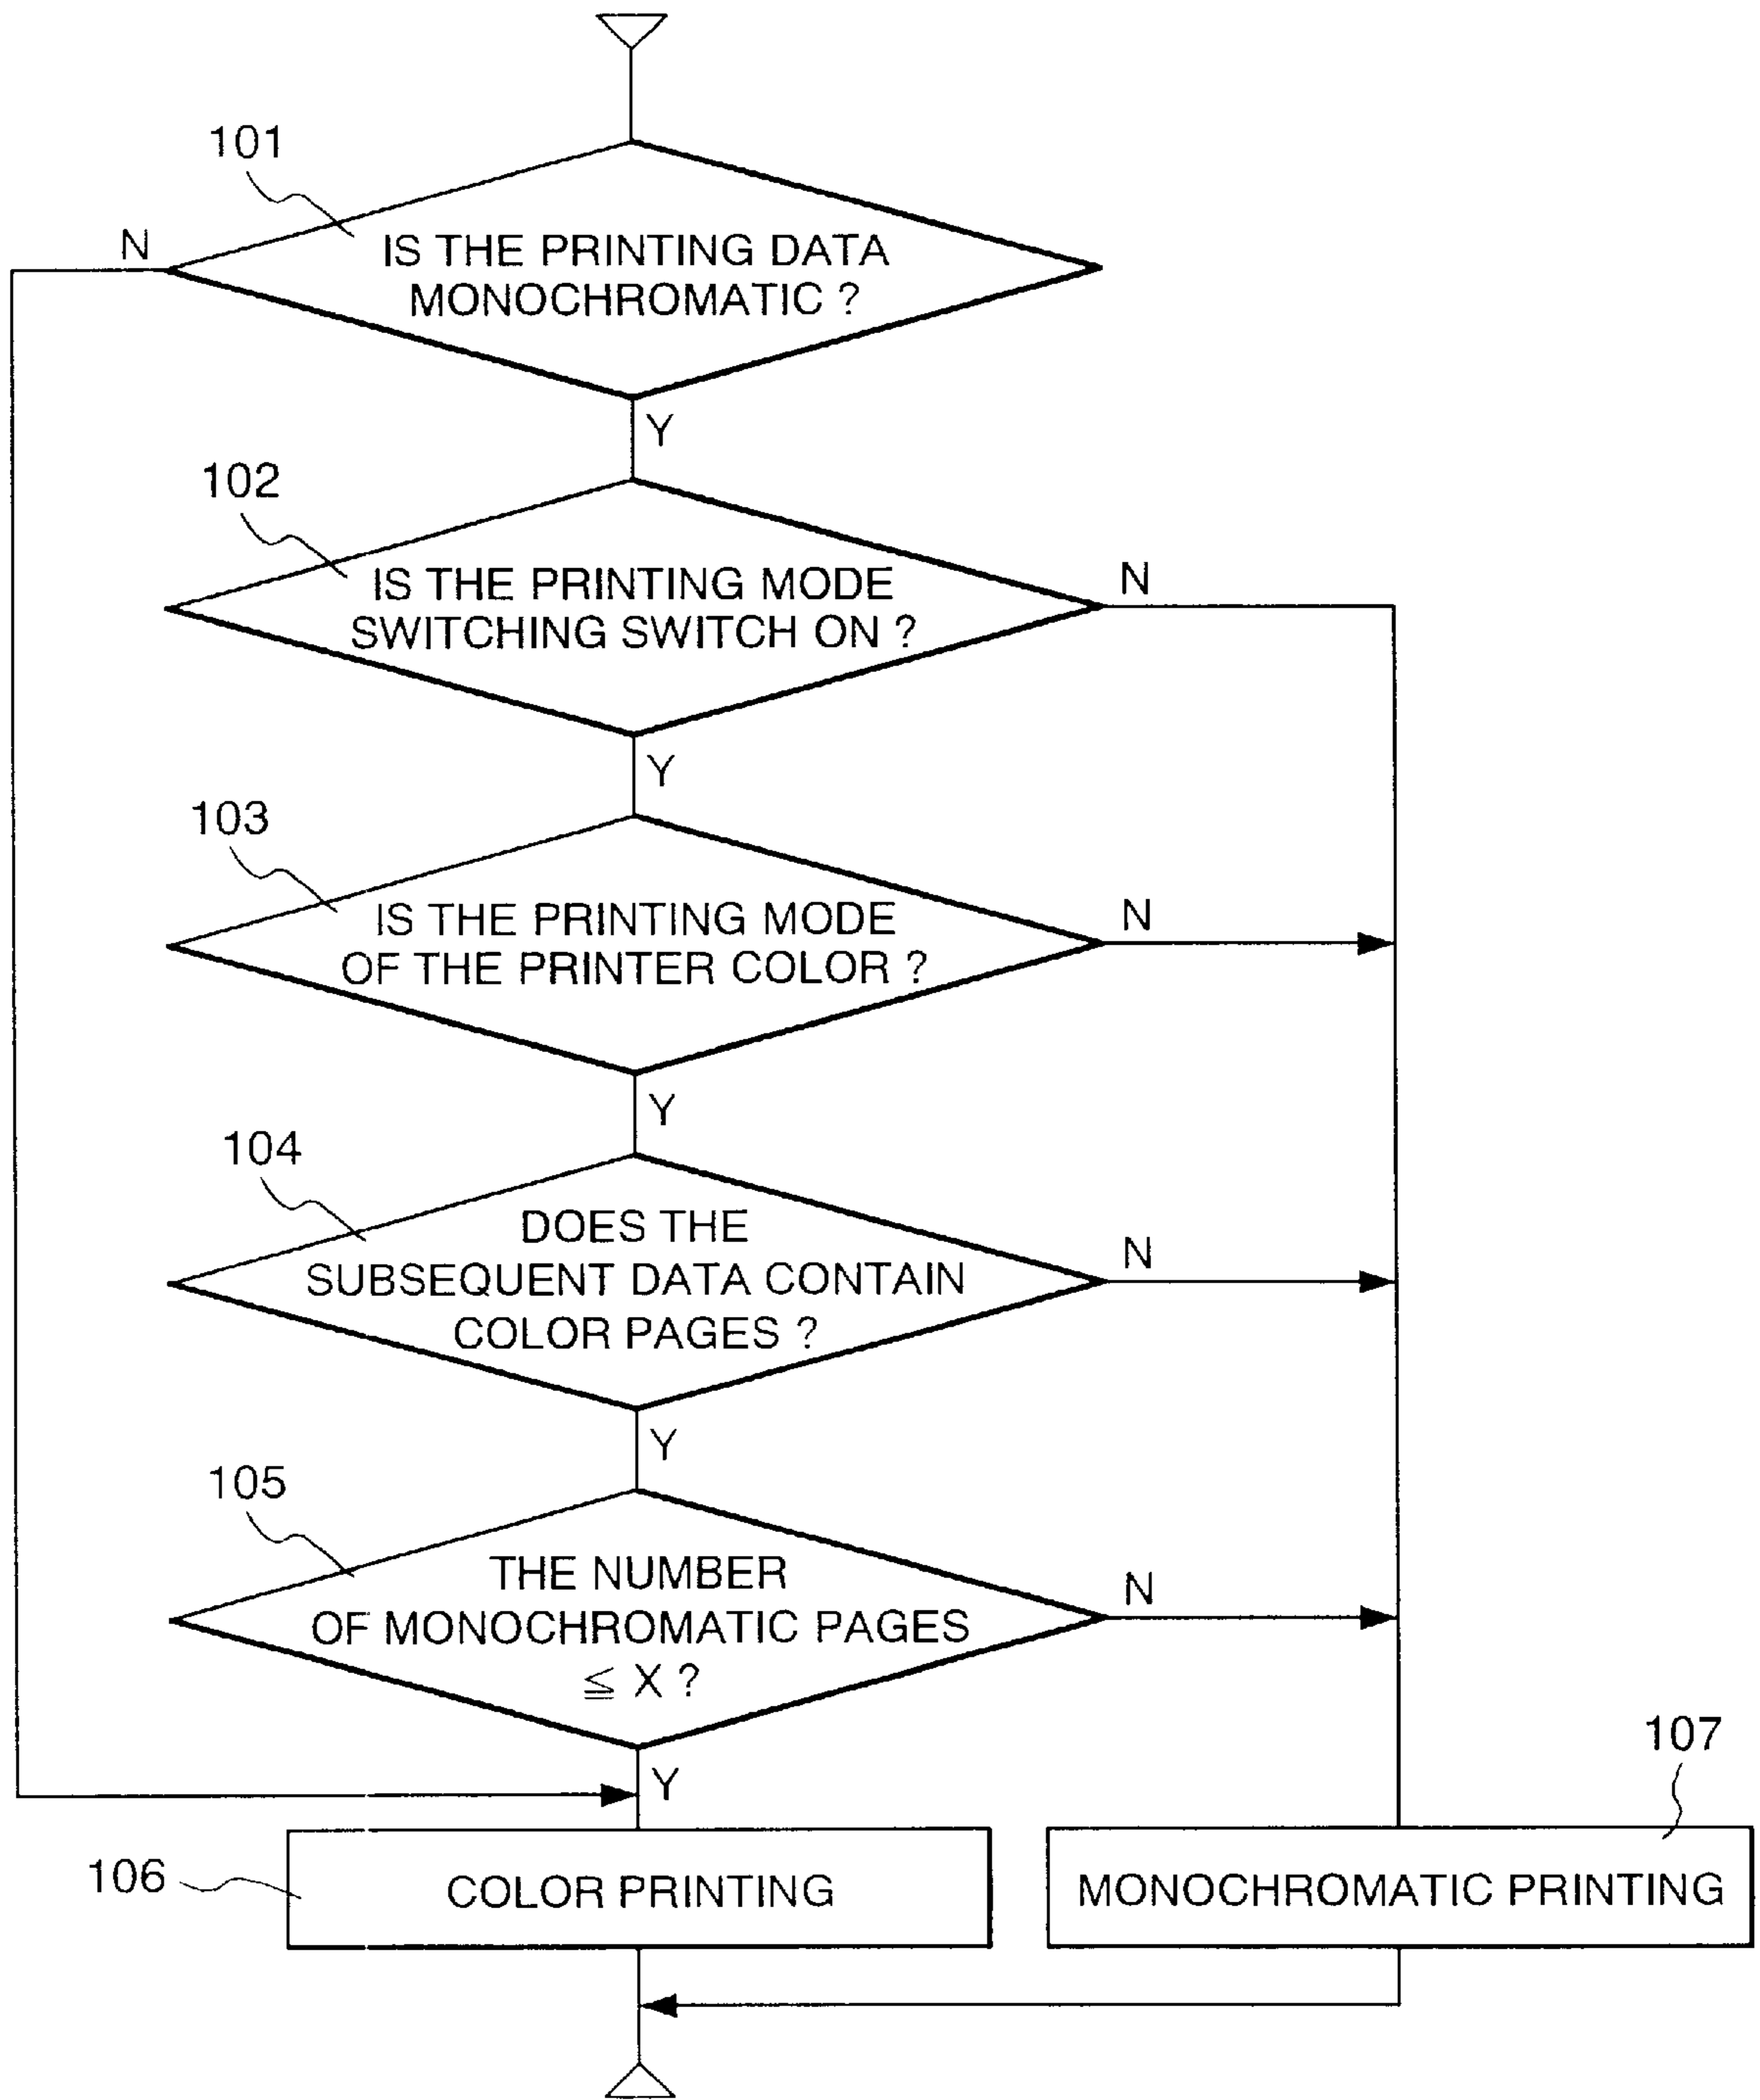 101
N
IS THE PRINTING DATA
MONOCHROMATIC ?
Y
102
IS THE PRINTING MODE
SWITCHING SWITCH ON ?
N
Y
103
IS THE PRINTING MODE
OF THE PRINTER COLOR ?
N
Y
104
DOES THE
SUBSEQUENT DATA CONTAIN
COLOR PAGES ?
N
Y
105
THE NUMBER
OF MONOCHROMATIC PAGES
≦ X ?
N
Y
106
COLOR PRINTING
107
MONOCHROMATIC PRINTING